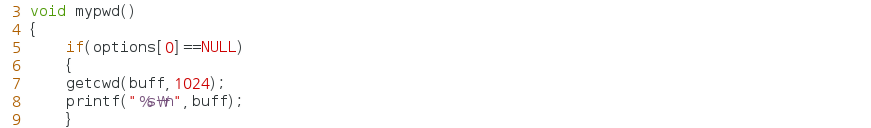 3 void mypwd()
4 {
5 if(options[0]==NULL)
6 {
7 getcwd(buff,1024);
8 printf("%s₩n",buff);
9 }